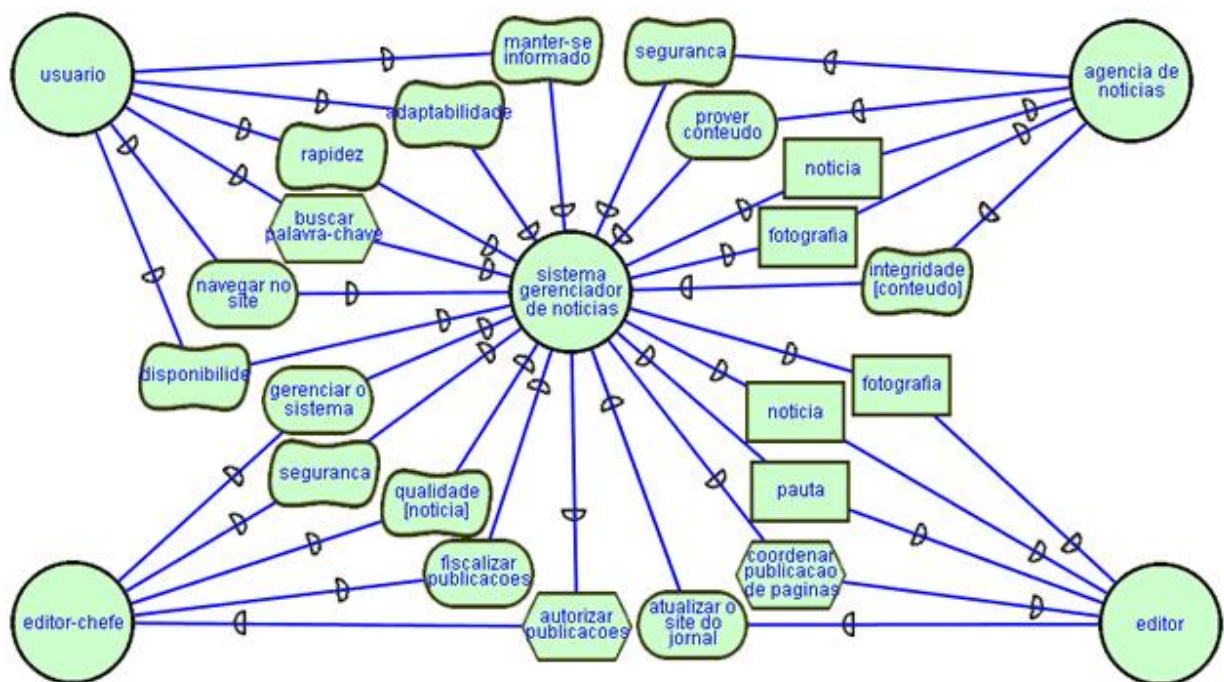 usuario
manter-se
informado
seguranca
agencia de
noticias
adaptabilidade
prover
conteudo
rapidez
noticia
buscar
palavra-chave
fotografia
navegar no
site
sistema
gerenciador
de noticias
integridade
[conteudo]
disponibilide
gerenciar o
sistema
fotografia
noticia
seguranca
qualidade
[noticia]
pauta
fiscalizar
publicacoes
coordenar
publicacao
de paginas
editor-chefe
autorizar
publicacoes
atualizar o
site do
jornal
editor